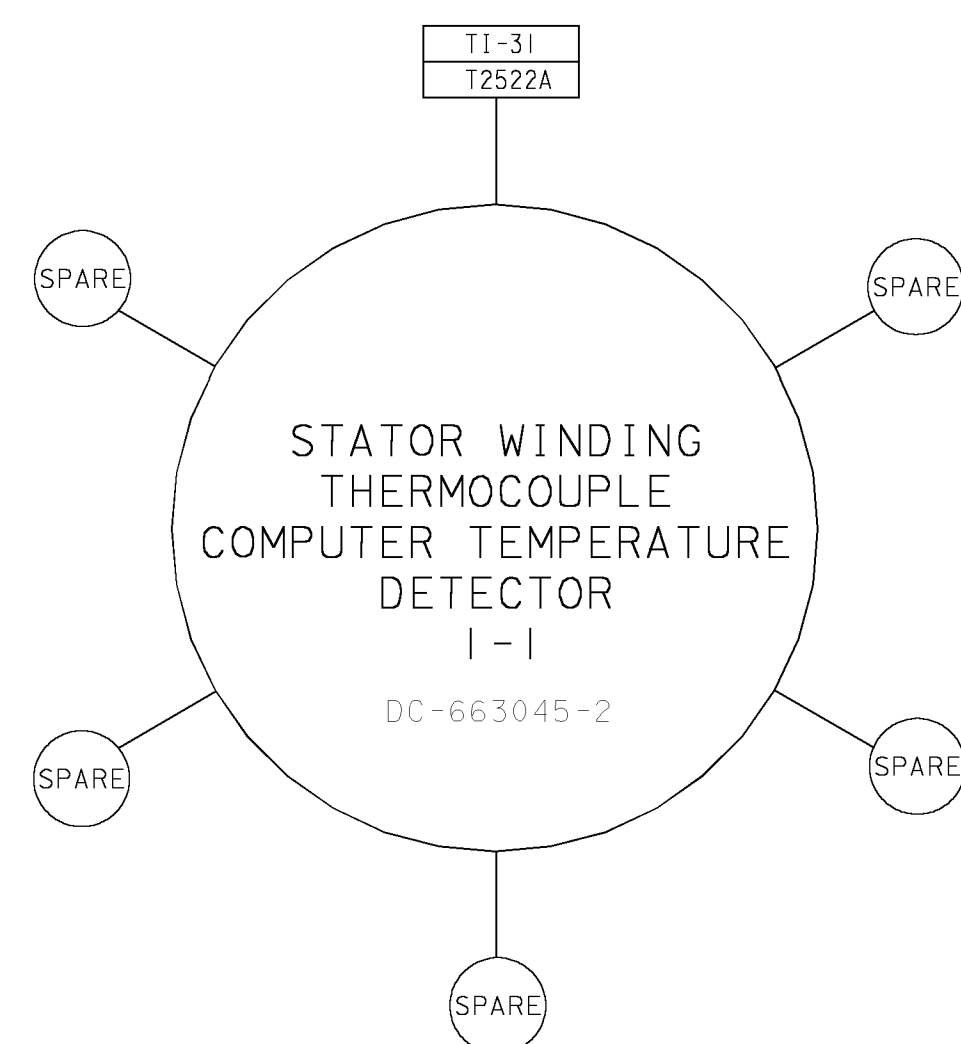 TI-31
T2522A
SPARE
SPARE
STATOR WINDING
THERMOCOUPLE
COMPUTER TEMPERATURE
DETECTOR
1-1
DC-663045-2
SPARE
SPARE
SPARE